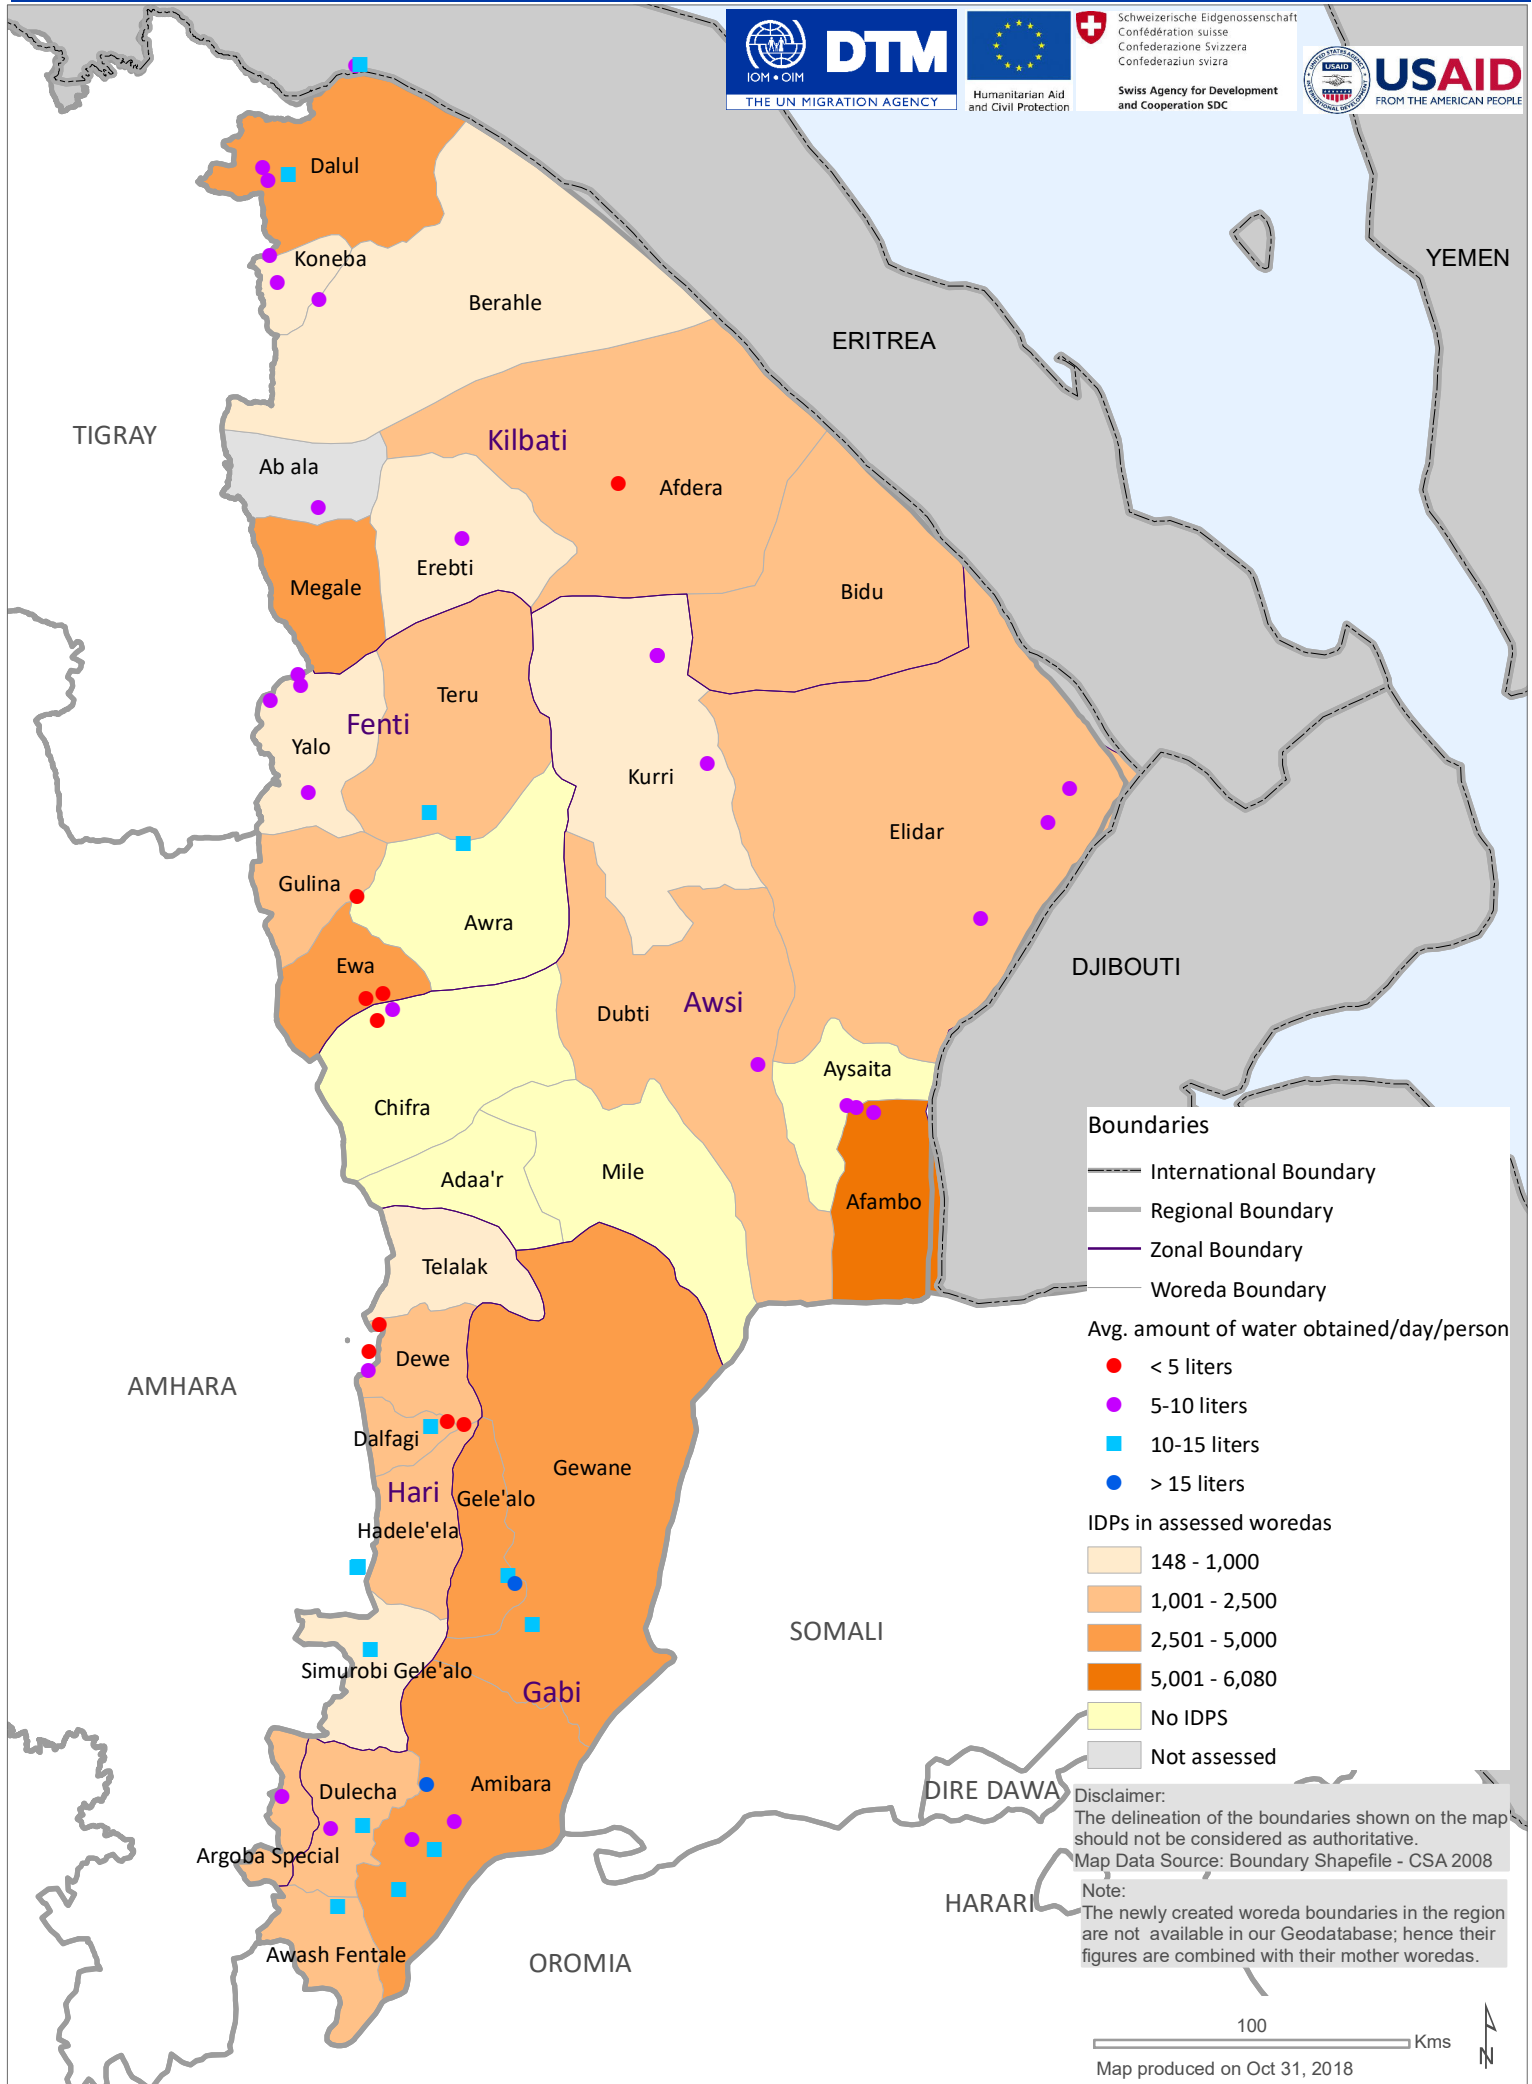 IOM • OIM
DTM
THE UN MIGRATION AGENCY
Humanitarian Aid
and Civil Protection
Schweizerische Eidgenossenschaft
Confédération suisse
Confederazione Svizzera
Confederaziun svizra
Swiss Agency for Development
and Cooperation SDC
UNITED STATES AGENCY
USAID
INTERNATIONAL DEVELOPMENT
USAID
FROM THE AMERICAN PEOPLE
Dalul
Koneba
YEMEN
Berahle
ERITREA
TIGRAY
Kilbati
Ab ala
Afdera
Erebti
Megale
Bidu
Teru
Fenti
Yalo
Kurri
Elidar
Gulina
Awra
Ewa
DJIBOUTI
Dubti
Awsi
Aysaita
Chifra
Adaa'r
Mile
Afambo
Telalak
Dewe
AMHARA
Dalfagi
Gewane
Hari
Gele'alo
Hadele'ela
SOMALI
Simurobi Gele'alo
Gabi
Dulecha
Amibara
DIRE DAWA
Argoba Special
HARARI
Awash Fentale
OROMIA
Boundaries
International Boundary
Regional Boundary
Zonal Boundary
Woreda Boundary
Avg. amount of water obtained/day/person
< 5 liters
5-10 liters
10-15 liters
> 15 liters
IDPs in assessed woredas
148 - 1,000
1,001 - 2,500
2,501 - 5,000
5,001 - 6,080
No IDPS
Not assessed
Disclaimer:
The delineation of the boundaries shown on the map
should not be considered as authoritative.
Map Data Source: Boundary Shapefile - CSA 2008
Note:
The newly created woreda boundaries in the region
are not available in our Geodatabase; hence their
figures are combined with their mother woredas.
100
Kms
N
Map produced on Oct 31, 2018